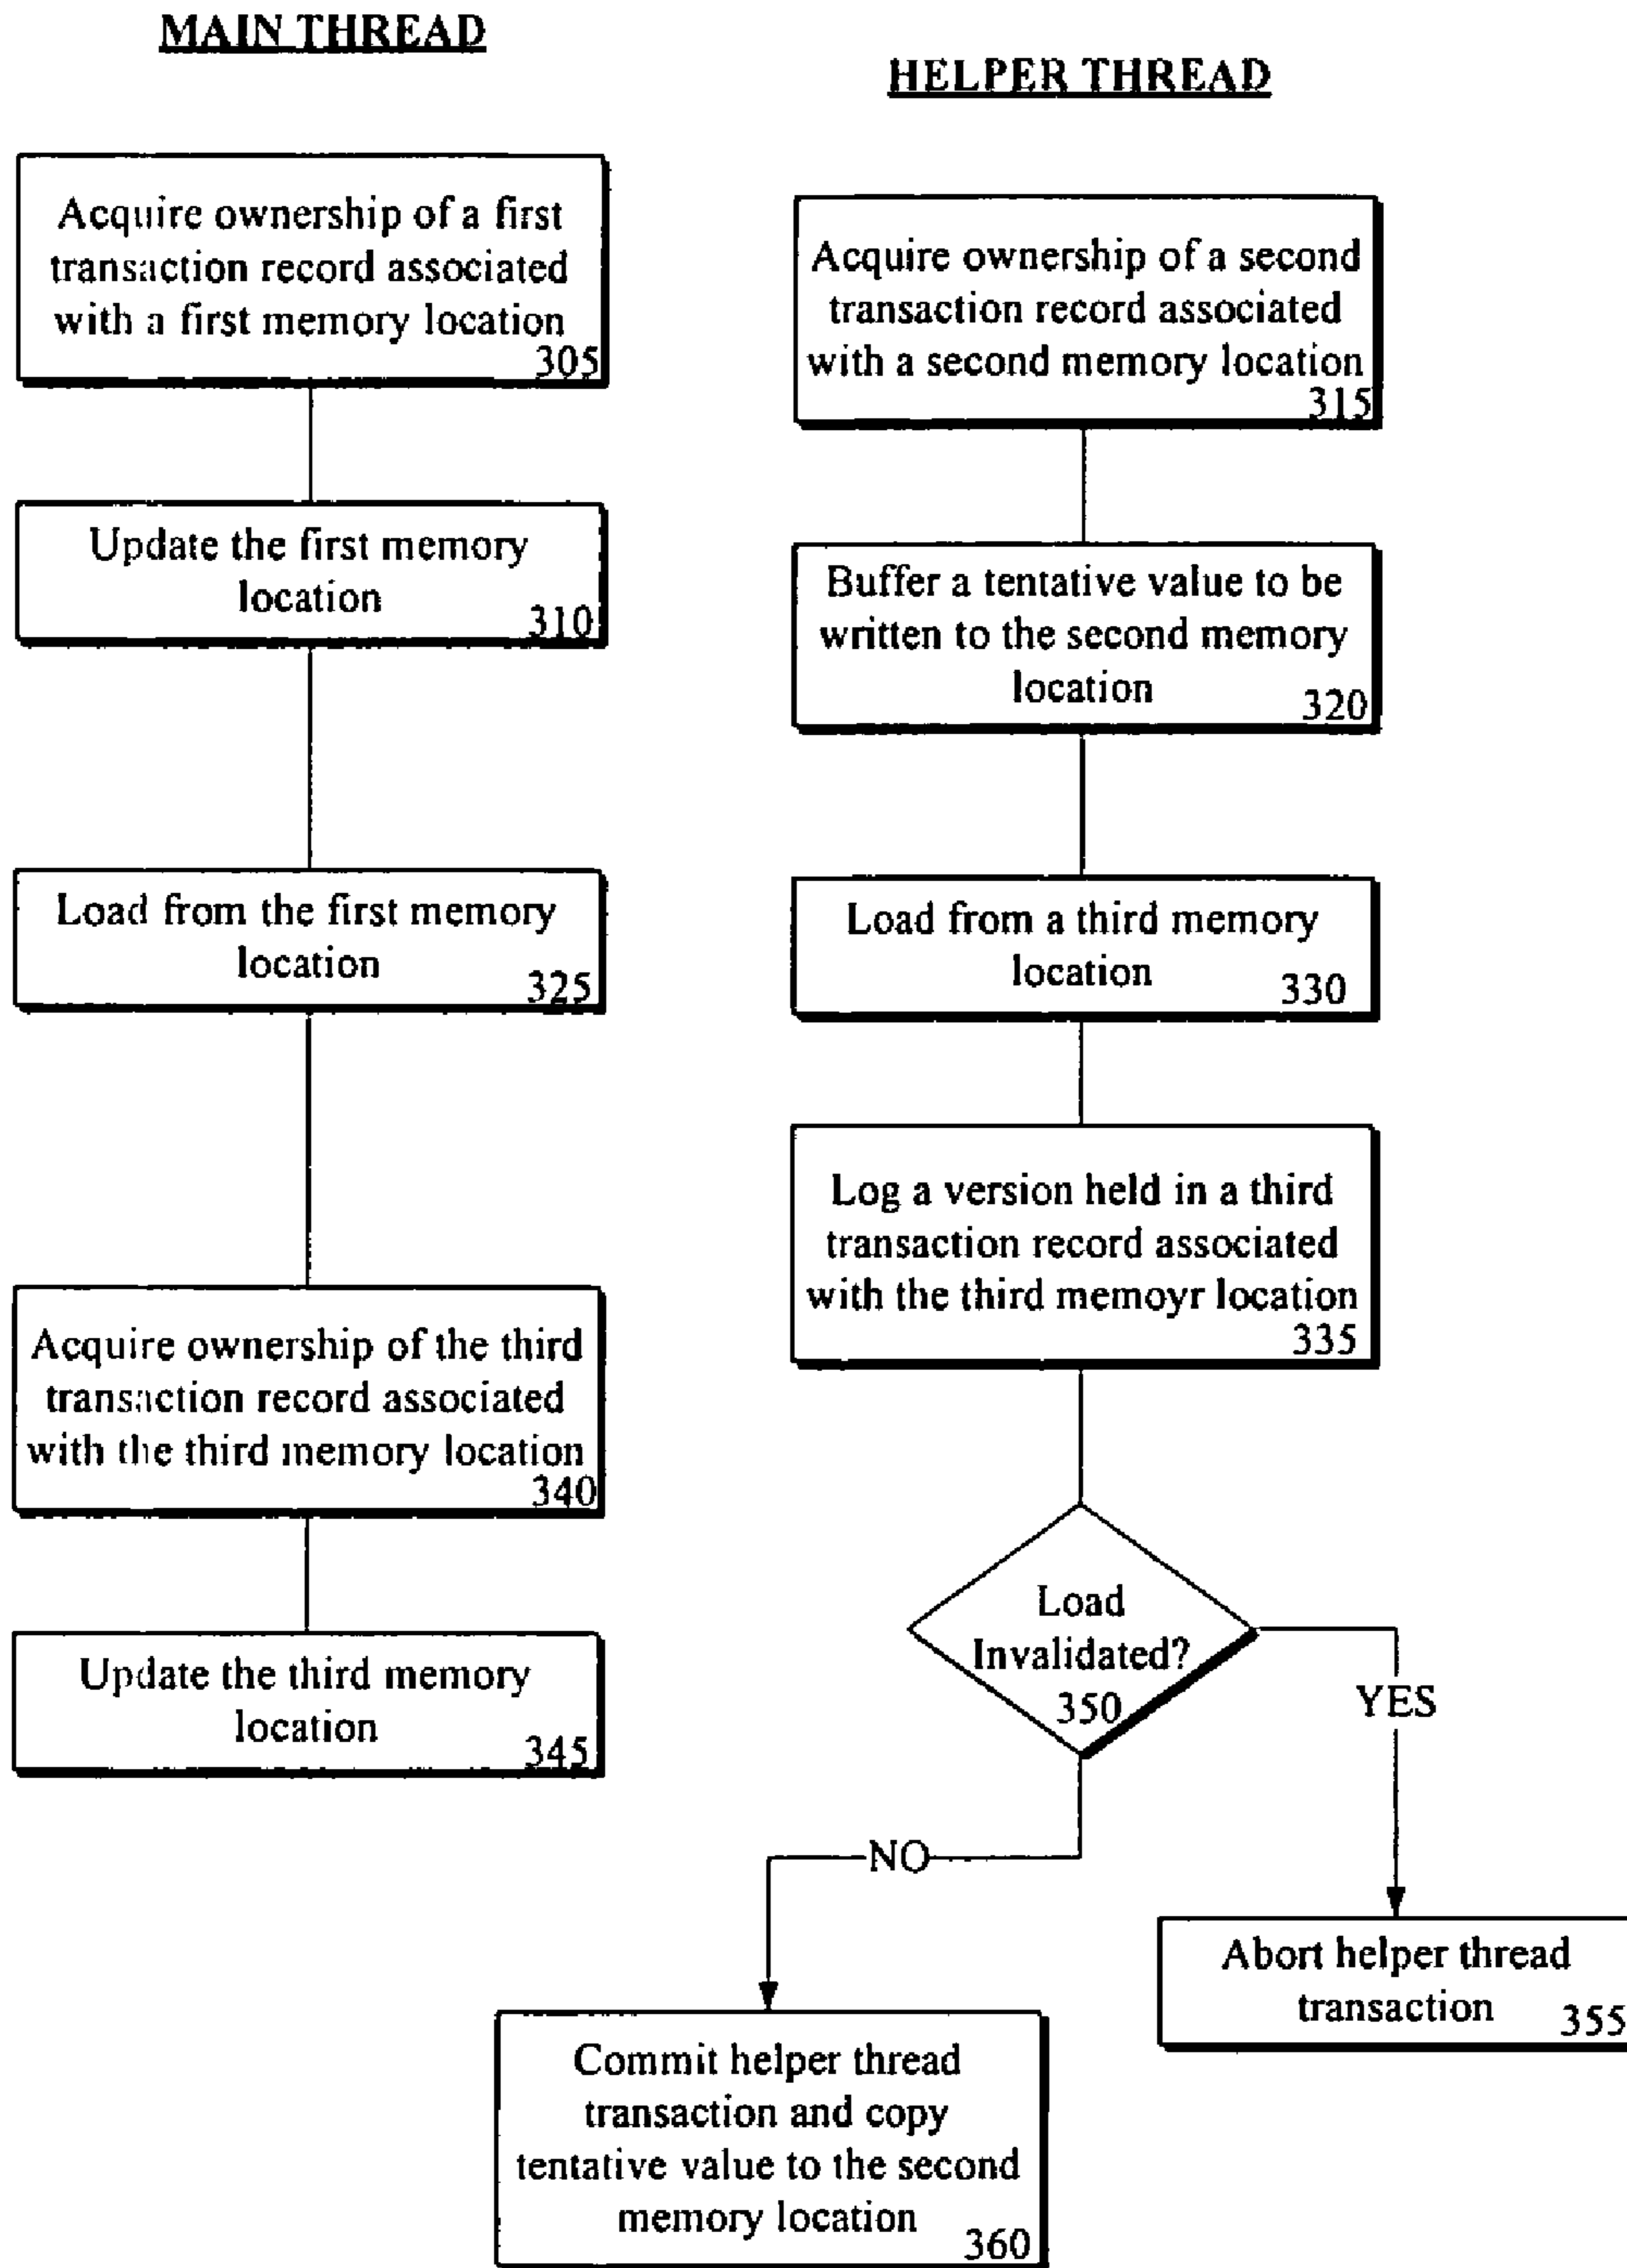 MAIN THREAD
Acquire ownership of a first
transaction record associated
with a first memory location
305
Update the first memory
location
310
Load from the first memory
location
325
Acquire ownership of the third
transaction record associated
with the third memory location
340
Update the third memory
location
345
HELPER THREAD
Acquire ownership of a second
transaction record associated
with a second memory location
315
Buffer a tentative value to be
written to the second memory
location
320
Load from a third memory
location
330
Log a version held in a third
transaction record associated
with the third memoyr location
335
Load
Invalidated?
350
YES
NO
Abort helper thread
transaction
355
Commit helper thread
transaction and copy
tentative value to the second
memory location
360